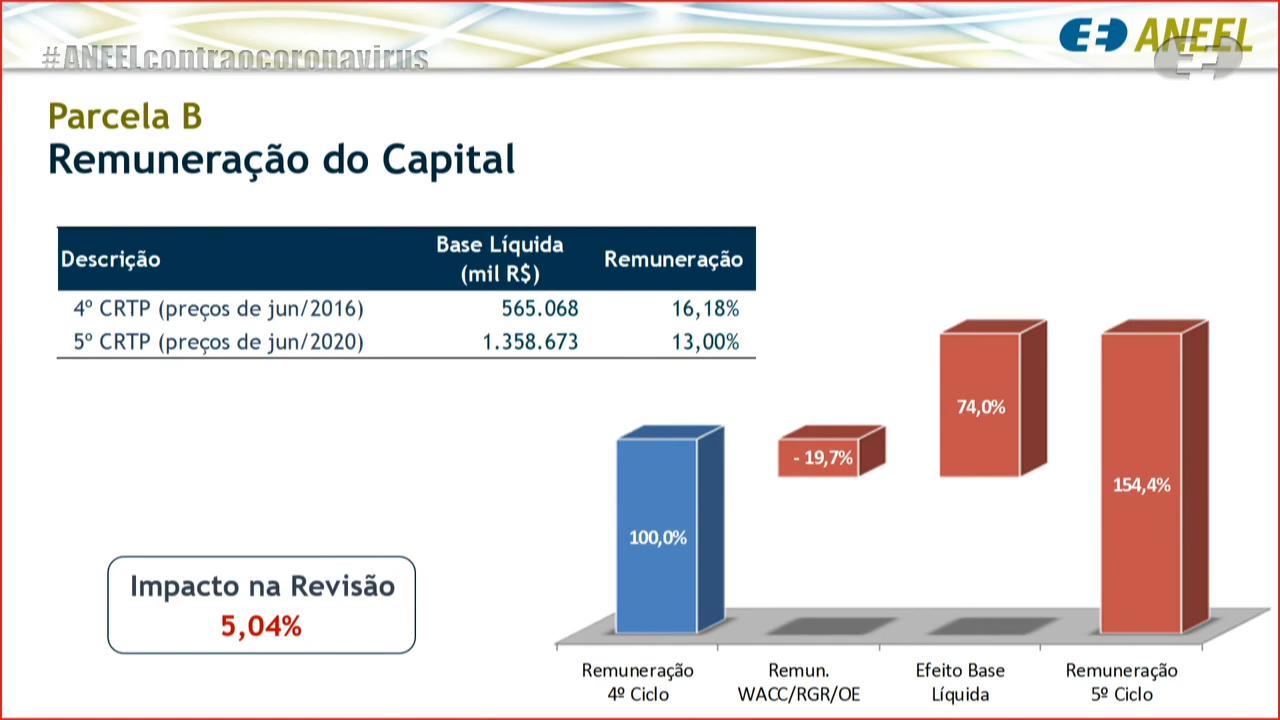 #ANEELcontraocoronavirus
ANEEL
Parcela B
Remuneração do Capital
Descrição Base Líquida (mil R$) Remuneração
4º CRTP (preços de jun/2016) 565.068 16,18%
5º CRTP (preços de jun/2020) 1.358.673 13,00%
74,0%
- 19,7%
154,4%
100,0%
Impacto na Revisão
5,04%
Remuneração
4º Ciclo
Remun.
WACC/RGR/OE
Efeito Base
Líquida
Remuneração
5º Ciclo